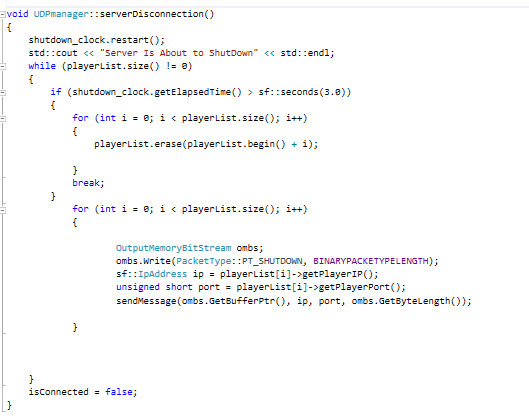 void UDPmanager::serverDisconnection()
{
    shutdown_clock.restart();
    std::cout << "Server Is About to ShutDown" << std::endl;
    while (playerList.size() != 0)
    {
        if (shutdown_clock.getElapsedTime() > sf::seconds(3.0))
        {
            for (int i = 0; i < playerList.size(); i++)
            {
                playerList.erase(playerList.begin() + i);
            }
            break;
        }
            for (int i = 0; i < playerList.size(); i++)
            {
                    OutputMemoryBitStream ombs;
                    ombs.Write(PacketType::PT_SHUTDOWN, BINARYPACKETYPELENGTH);
                    sf::IpAddress ip = playerList[i]->getPlayerIP();
                    unsigned short port = playerList[i]->getPlayerPort();
                    sendMessage(ombs.GetBufferPtr(), ip, port, ombs.GetByteLength());
            }
    }
    isConnected = false;
}